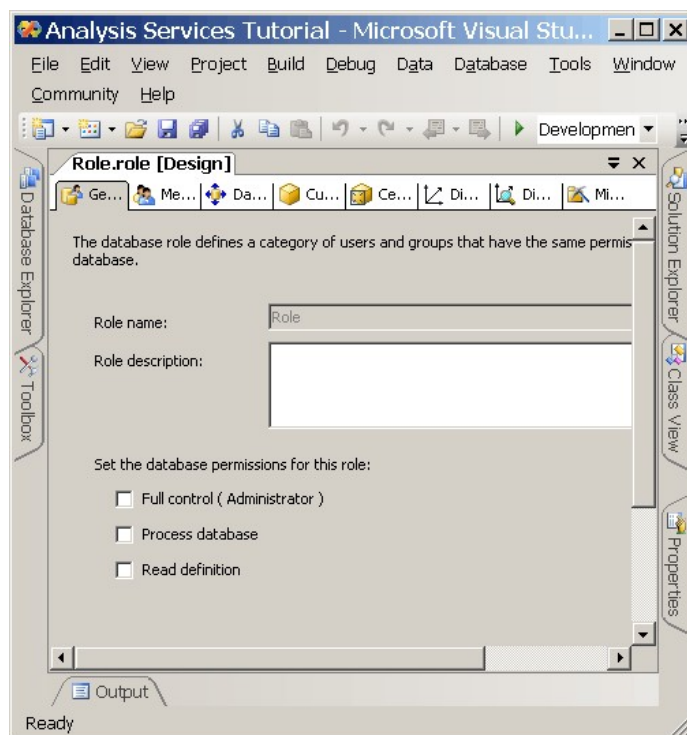 Analysis Services Tutorial - Microsoft Visual Stu...
File Edit View Project Build Debug Data Database Tools Window
Community Help
Developmen
Role.role [Design]
Ge... Me... Da... Cu... Ce... Di... Di... Mi...
The database role defines a category of users and groups that have the same permis
database.
Role name: Role
Role description:
Set the database permissions for this role:
Full control ( Administrator )
Process database
Read definition
Database Explorer
Toolbox
Solution Explorer
Class View
Properties
Output
Ready